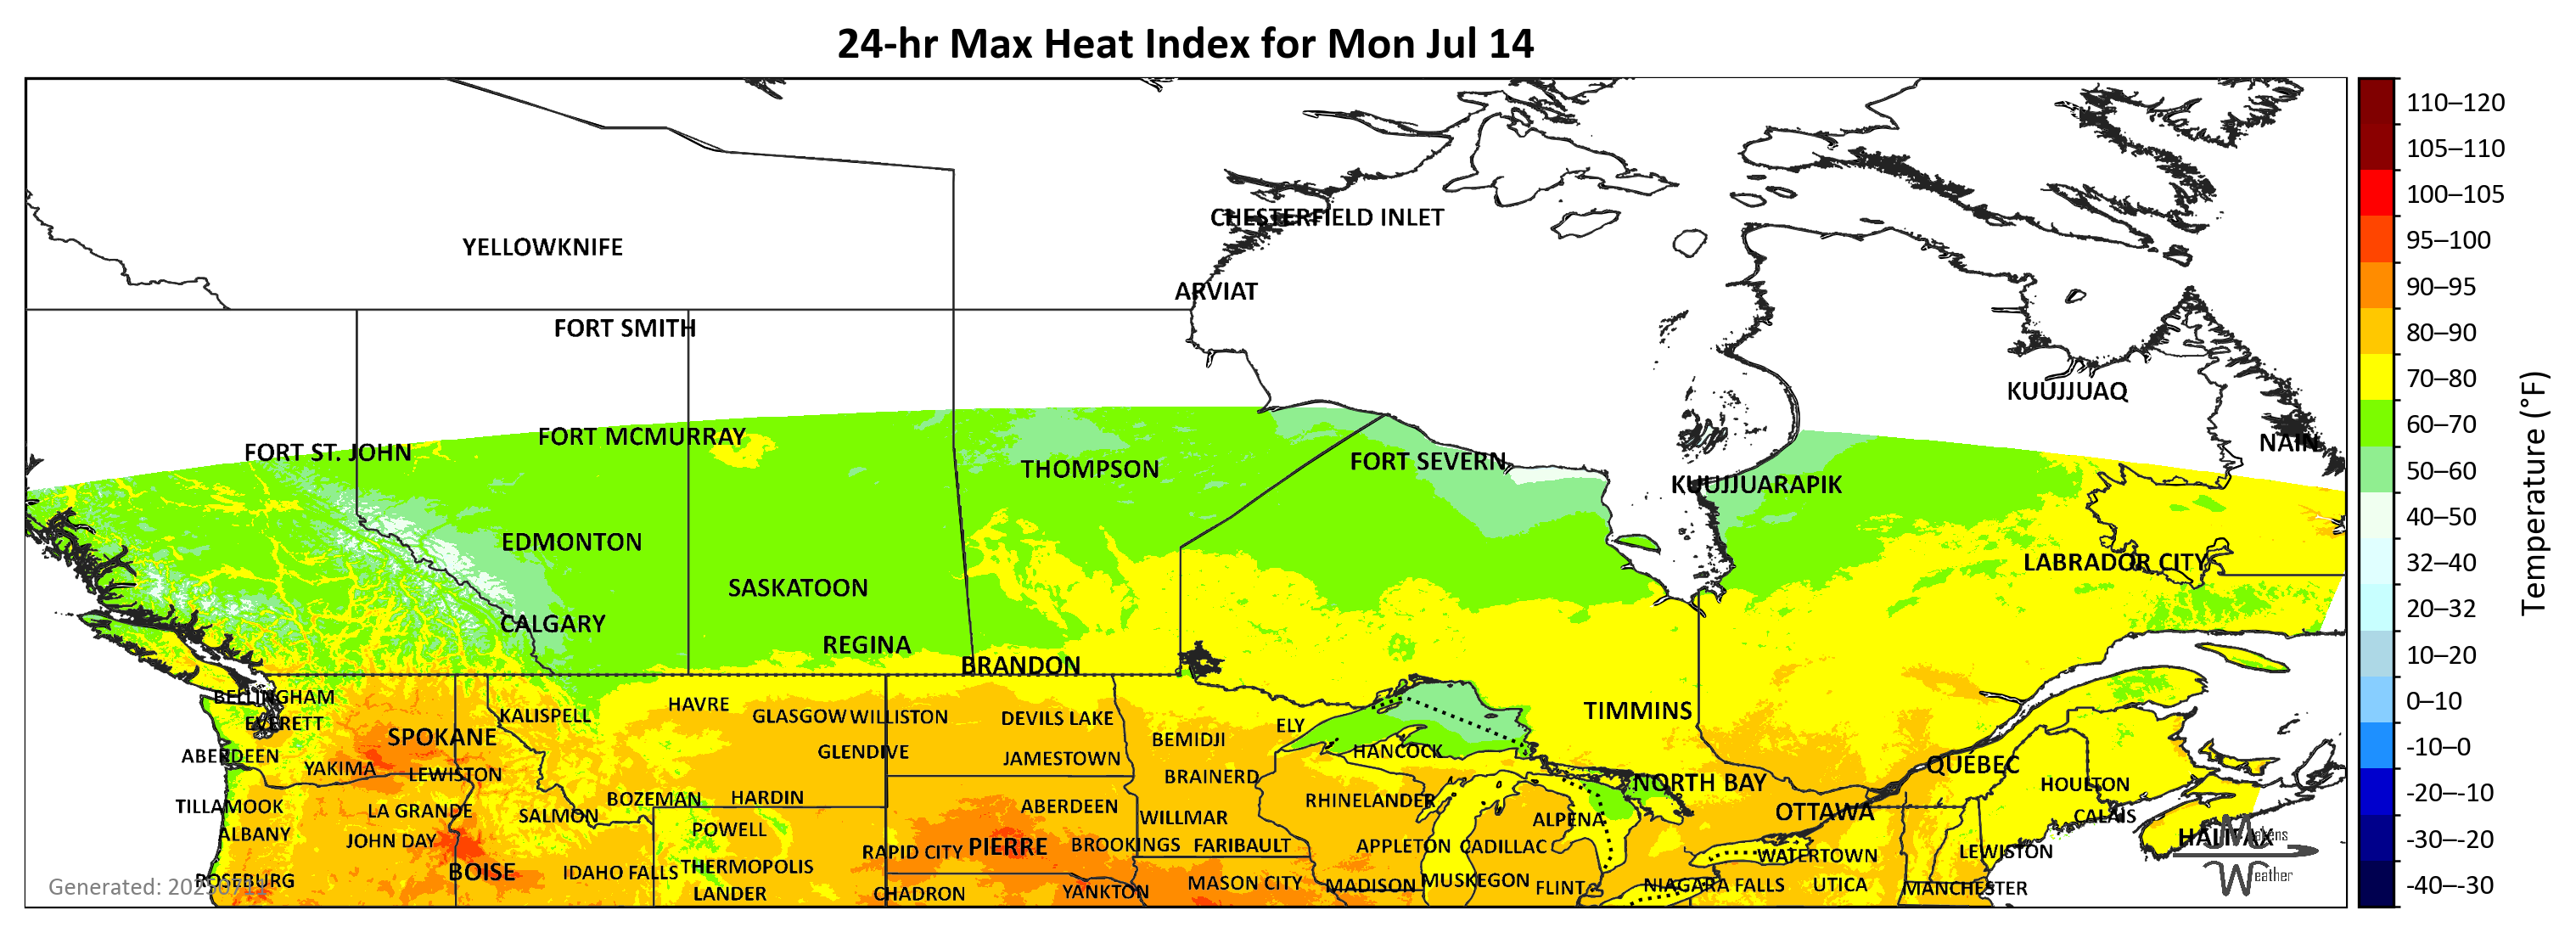 24-hr Max Heat Index for Mon Jul 14
CHESTERFIELD INLET
YELLOWKNIFE
ARVIAT
FORT SMITH
KUUJJUAQ
FORT ST. JOHN
FORT MCMURRAY
NAIN
THOMPSON
FORT SEVERN
KUUJJUARAPIK
EDMONTON
LABRADOR CITY
SASKATOON
CALGARY
REGINA
BRANDON
BELLINGHAM
HAVRE
KALISPELL
GLASGOW
WILLISTON
DEVILS LAKE
TIMMINS
EVERETT
ELY
SPOKANE
BEMIDJI
ABERDEEN
GLENDIVE
JAMESTOWN
HANCOCK
YAKIMA
LEWISTON
BRAINERD
NORTH BAY
QUÉBEC
HOULTON
TILLAMOOK
LA GRANDE
SALMON
BOZEMAN
HARDIN
ABERDEEN
WILLMAR
RHINELANDER
ALPENA
OTTAWA
CALAIS
ALBANY
JOHN DAY
POWELL
RAPID CITY
PIERRE
BROOKINGS
FARIBAULT
APPLETON
CADILLAC
WATERTOWN
LEWISTON
HALIFAX
BOISE
IDAHO FALLS
THERMOPOLIS
ROSEBURG
LANDER
CHADRON
YANKTON
MASON CITY
MADISON
MUSKEGON
FLINT
NIAGARA FALLS
UTICA
MANCHESTER
Makens
Weather
110–120
105–110
100–105
95–100
90–95
80–90
70–80
60–70
50–60
40–50
32–40
20–32
10–20
0–10
-10–0
-20–-10
-30–-20
-40–-30
Temperature (°F)